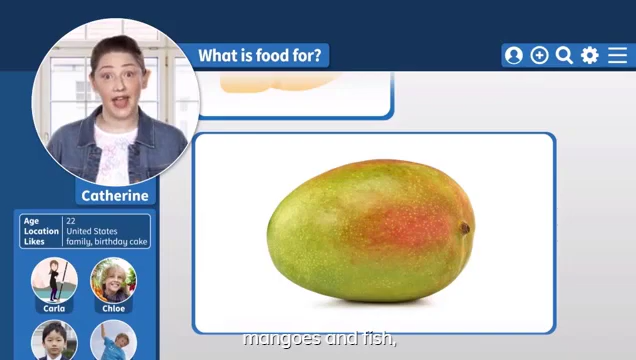 What is food for?
Catherine
Age 22
Location United States
Likes family, birthday cake
Carla
Chloe
mangoes and fish,